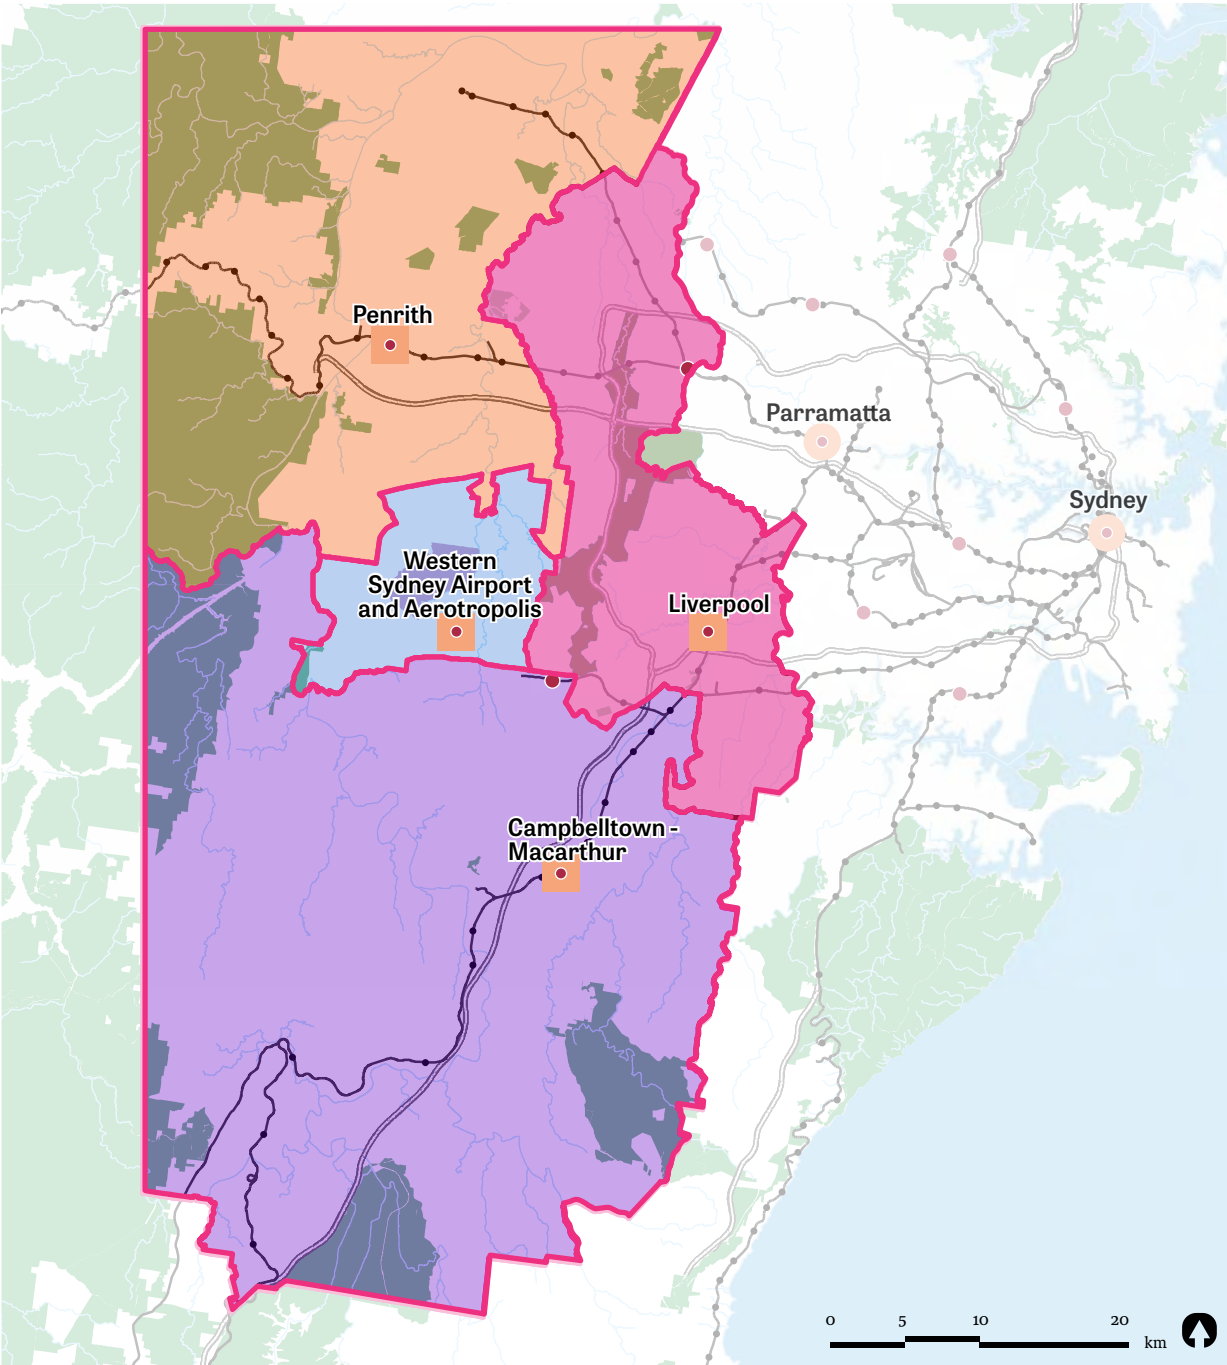 Penrith
Parramatta
Sydney
Western
Sydney Airport
and Aerotropolis
Liverpool
Campbelltown -
Macarthur
0 5 10 20
km